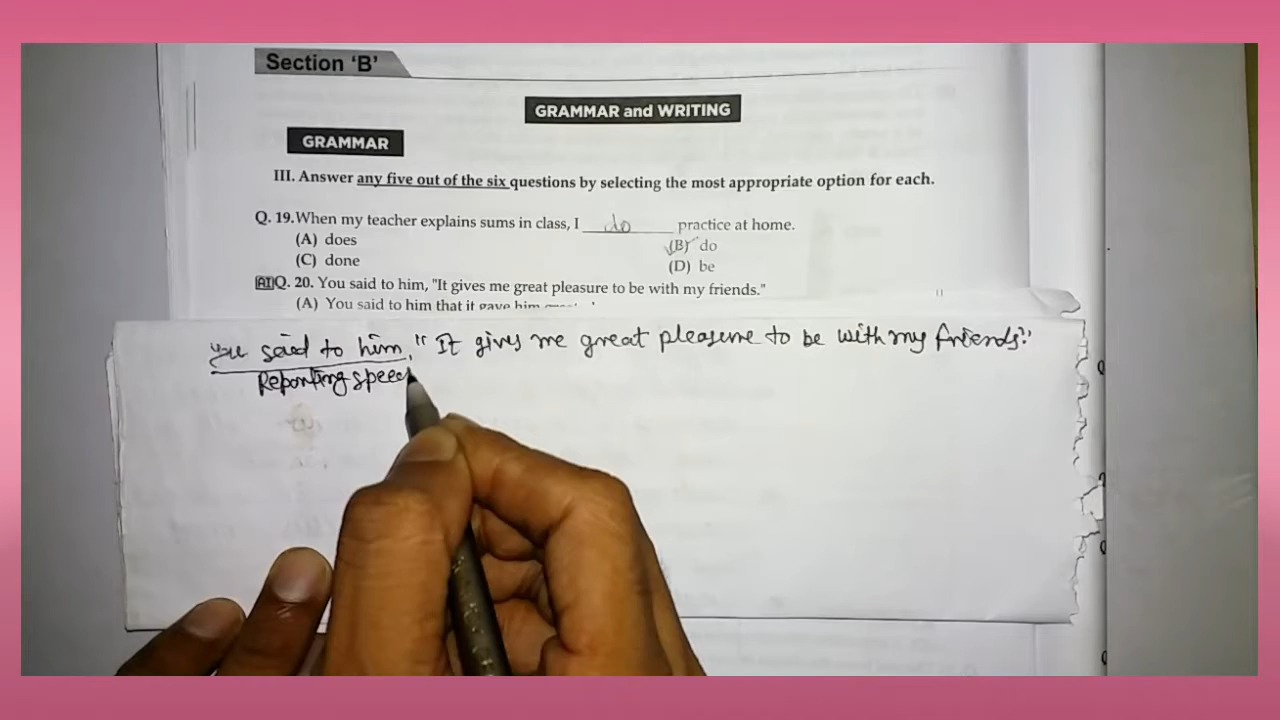 Section 'B'
GRAMMAR and WRITING
GRAMMAR
III. Answer any five out of the six questions by selecting the most appropriate option for each.
Q. 19. When my teacher explains sums in class, I do practice at home.
(A) does (B) do
(C) done (D) be
AI Q. 20. You said to him, "It gives me great pleasure to be with my friends."
(A) You said to him that it gave him
You said to him, "It gives me great pleasure to be with my friends."
Reporting speec